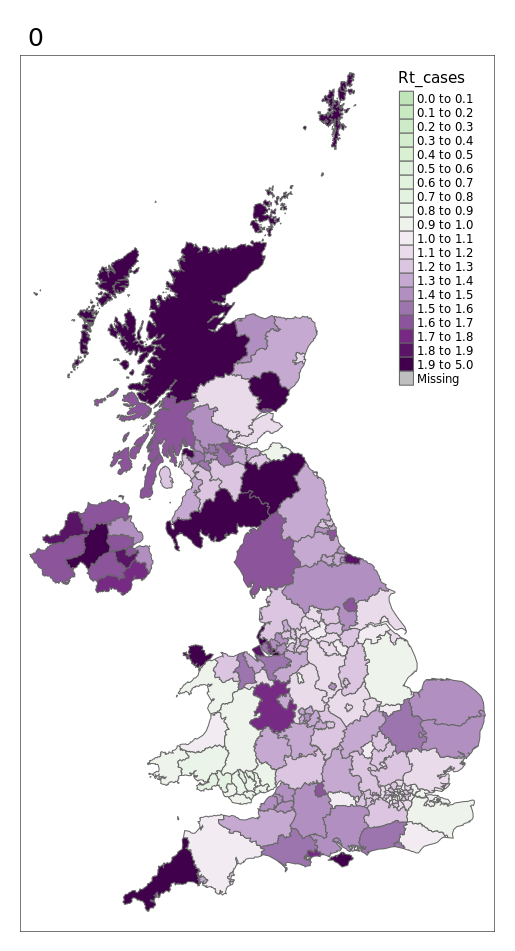 0
Rt_cases
0.0 to 0.1
0.1 to 0.2
0.2 to 0.3
0.3 to 0.4
0.4 to 0.5
0.5 to 0.6
0.6 to 0.7
0.7 to 0.8
0.8 to 0.9
0.9 to 1.0
1.0 to 1.1
1.1 to 1.2
1.2 to 1.3
1.3 to 1.4
1.4 to 1.5
1.5 to 1.6
1.6 to 1.7
1.7 to 1.8
1.8 to 1.9
1.9 to 5.0
Missing